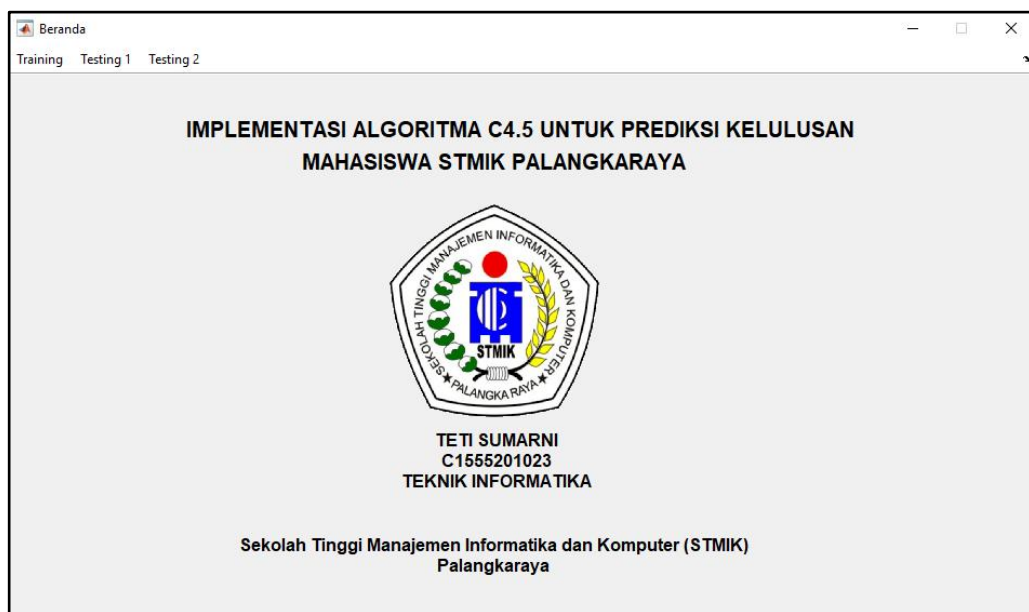 Beranda
Training Testing 1 Testing 2
IMPLEMENTASI ALGORITMA C4.5 UNTUK PREDIKSI KELULUSAN
MAHASISWA STMIK PALANGKARAYA
SEKOLAH TINGGI MANAJEMEN INFORMATIKA DAN KOMPUTER
STMIK
PALANGKA RAYA
TETI SUMARNI
C1555201023
TEKNIK INFORMATIKA
Sekolah Tinggi Manajemen Informatika dan Komputer (STMIK)
Palangkaraya